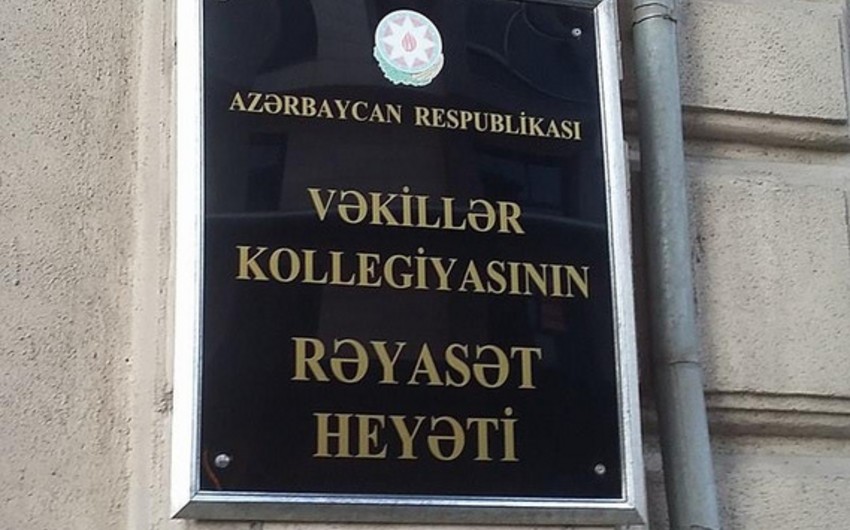 AZƏRBAYCAN RESPUBLİKASI
VƏKİLLƏR
KOLLEGİYASININ
RƏYASƏT
HEYƏTİ